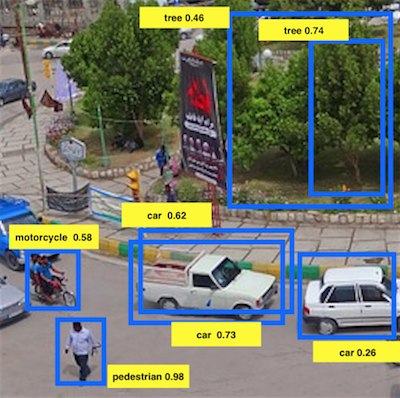 tree 0.46
tree 0.74
car 0.62
motorcycle 0.58
car 0.73
car 0.26
pedestrian 0.98